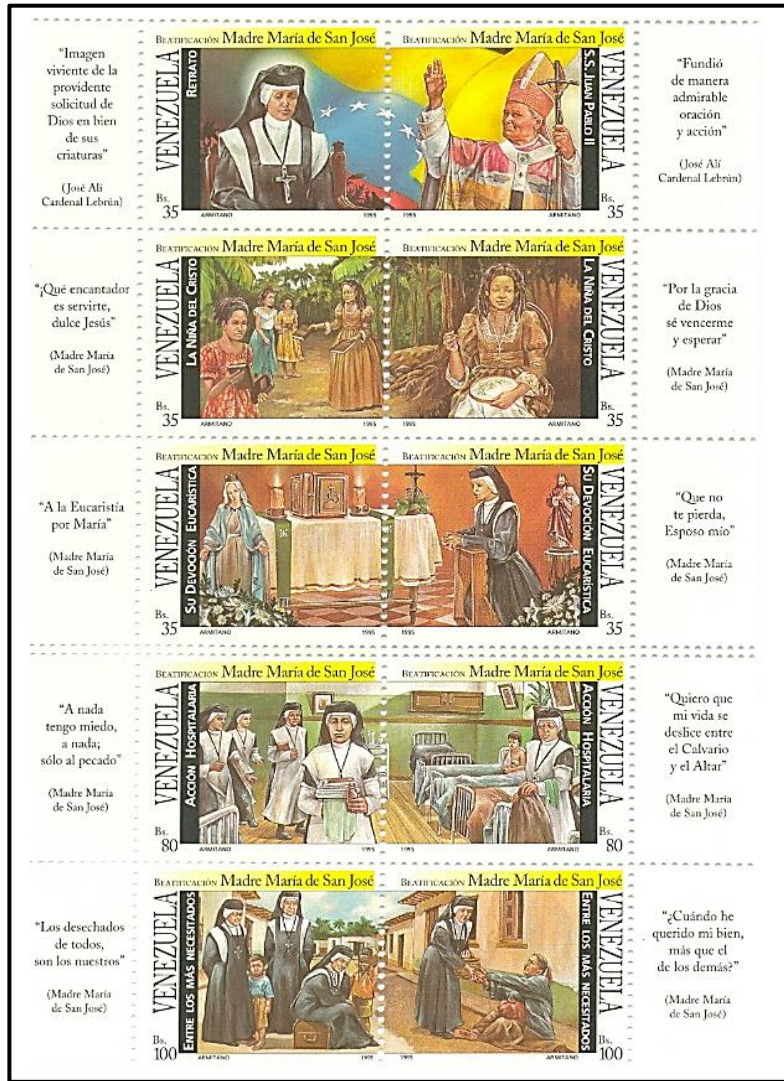 “Imagen
viviente de la
providente
solicitud de
Dios en bien
de sus
criaturas”
(José Alí
Cardenal Lebrún)
BEATIFICACIÓN Madre María de San José
VENEZUELA
RETRATO
Bs.
35
ARMITANO 1995
BEATIFICACIÓN Madre María de San José
S.S. JUAN PABLO II
VENEZUELA
Bs.
35
1995 ARMITANO
“Fundió
de manera
admirable
oración
y acción”
(José Alí
Cardenal Lebrún)
“¡Qué encantador
es servirte,
dulce Jesús”
(Madre María
de San José)
BEATIFICACIÓN Madre María de San José
VENEZUELA
LA NIÑA DEL CRISTO
Bs.
35
ARMITANO 1995
BEATIFICACIÓN Madre María de San José
LA NIÑA DEL CRISTO
VENEZUELA
Bs.
35
1995 ARMITANO
“Por la gracia
de Dios
sé vencerme
y esperar”
(Madre María
de San José)
“A la Eucaristía
por María”
(Madre María
de San José)
BEATIFICACIÓN Madre María de San José
VENEZUELA
SU DEVOCIÓN EUCARÍSTICA
Bs.
35
ARMITANO 1995
BEATIFICACIÓN Madre María de San José
SU DEVOCIÓN EUCARÍSTICA
VENEZUELA
Bs.
35
1995 ARMITANO
“Que no
te pierda,
Esposo mío”
(Madre María
de San José)
“A nada
tengo miedo,
a nada;
sólo al pecado”
(Madre María
de San José)
BEATIFICACIÓN Madre María de San José
VENEZUELA
ACCIÓN HOSPITALARIA
Bs.
80
ARMITANO 1995
BEATIFICACIÓN Madre María de San José
ACCIÓN HOSPITALARIA
VENEZUELA
Bs.
80
1995 ARMITANO
“Quiero que
mi vida se
deslice entre
el Calvario
y el Altar”
(Madre María
de San José)
“Los desechados
de todos,
son los nuestros”
(Madre María
de San José)
BEATIFICACIÓN Madre María de San José
VENEZUELA
ENTRE LOS MÁS NECESITADOS
Bs.
100
ARMITANO 1995
BEATIFICACIÓN Madre María de San José
ENTRE LOS MÁS NECESITADOS
VENEZUELA
Bs.
100
1995 ARMITANO
“¿Cuándo he
querido mi bien,
más que el
de los demás?”
(Madre María
de San José)